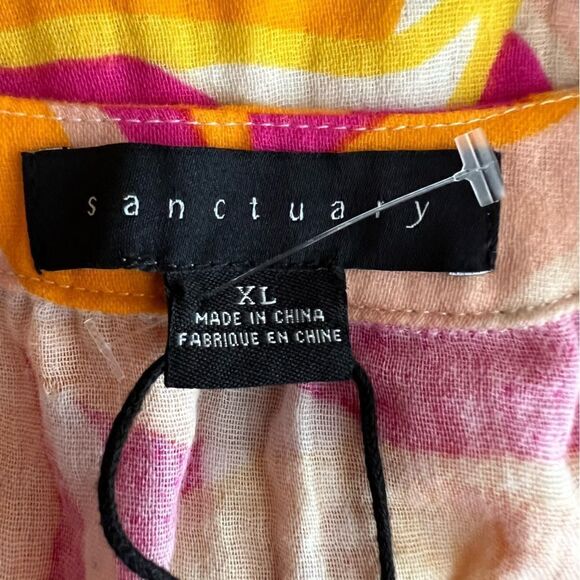 sanctuary
XL
MADE IN CHINA
FABRIQUE EN CHINE